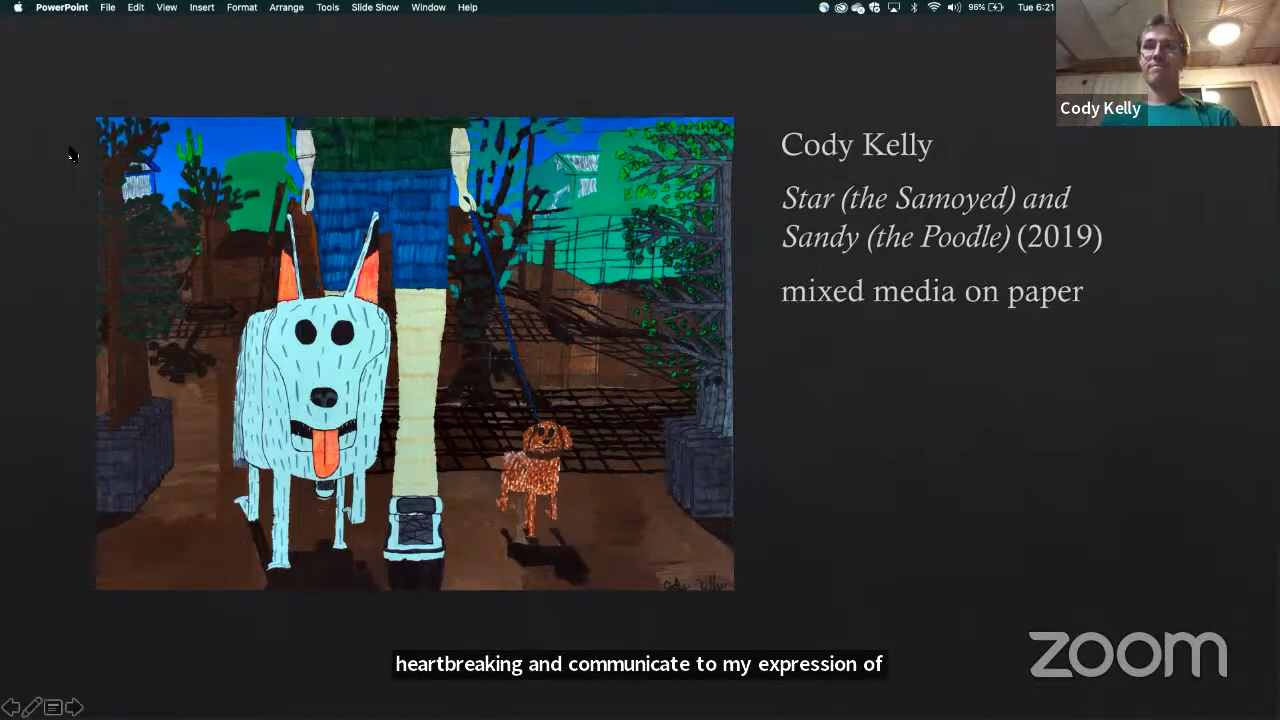 PowerPoint File Edit View Insert Format Arrange Tools Slide Show Window Help 96% Tue 6:21
Cody Kelly
Cody Kelly
Star (the Samoyed) and
Sandy (the Poodle) (2019)
mixed media on paper
Cody Kelly
heartbreaking and communicate to my expression of
zoom